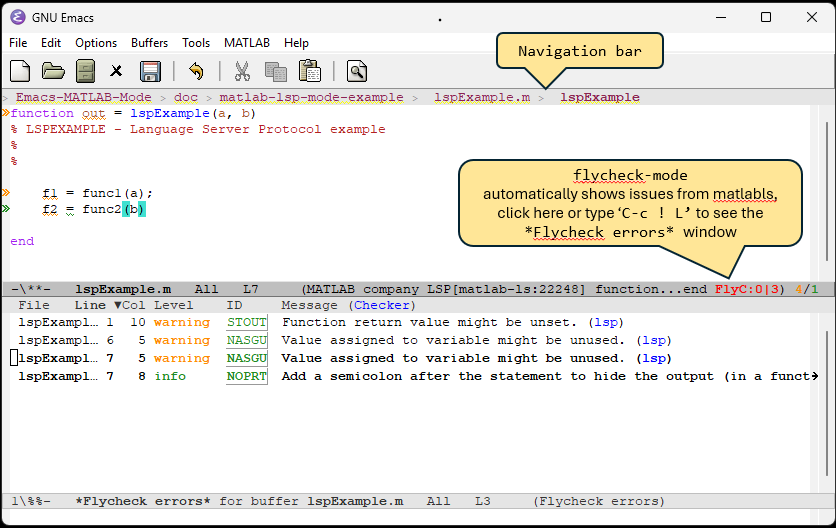 GNU Emacs
File Edit Options Buffers Tools MATLAB Help
Navigation bar
> Emacs-MATLAB-Mode > doc > matlab-lsp-mode-example > lspExample.m > lspExample
»function out = lspExample(a, b)
% LSPEXAMPLE - Language Server Protocol example
%
%
» f1 = func1(a);
» f2 = func2(b)
end
flycheck-mode
automatically shows issues from matlabls,
click here or type ‘C-c ! L’ to see the
*Flycheck errors* window
-\**- lspExample.m All L7 (MATLAB company LSP[matlab-ls:22248] function...end FlyC:0|3) 4/1
File Line ▼Col Level ID Message (Checker)
lspExampl… 1 10 warning STOUT Function return value might be unset. (lsp)
lspExampl… 6 5 warning NASGU Value assigned to variable might be unused. (lsp)
lspExampl… 7 5 warning NASGU Value assigned to variable might be unused. (lsp)
lspExampl… 7 8 info NOPRT Add a semicolon after the statement to hide the output (in a funct→
1\%%- *Flycheck errors* for buffer lspExample.m All L3 (Flycheck errors)